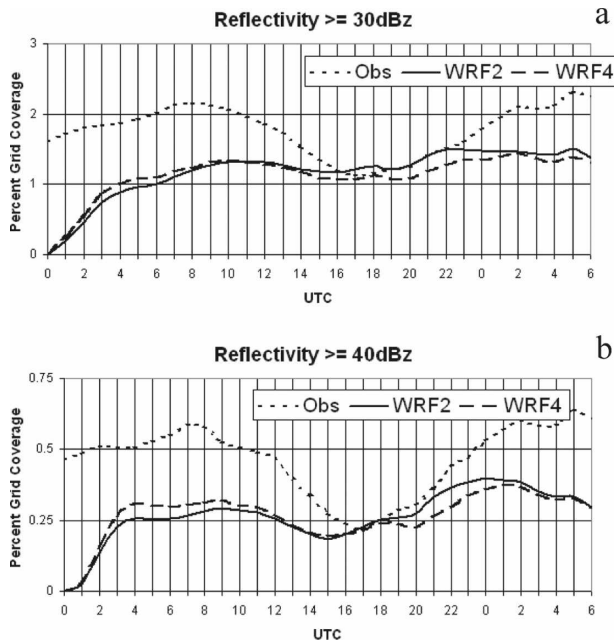 a
Reflectivity >= 30dBz
Obs WRF2 WRF4
Percent Grid Coverage
3
2
1
0
0 2 4 6 8 10 12 14 16 18 20 22 0 2 4 6
UTC
b
Reflectivity >= 40dBz
Obs WRF2 WRF4
Percent Grid Coverage
0.75
0.5
0.25
0
0 2 4 6 8 10 12 14 16 18 20 22 0 2 4 6
UTC